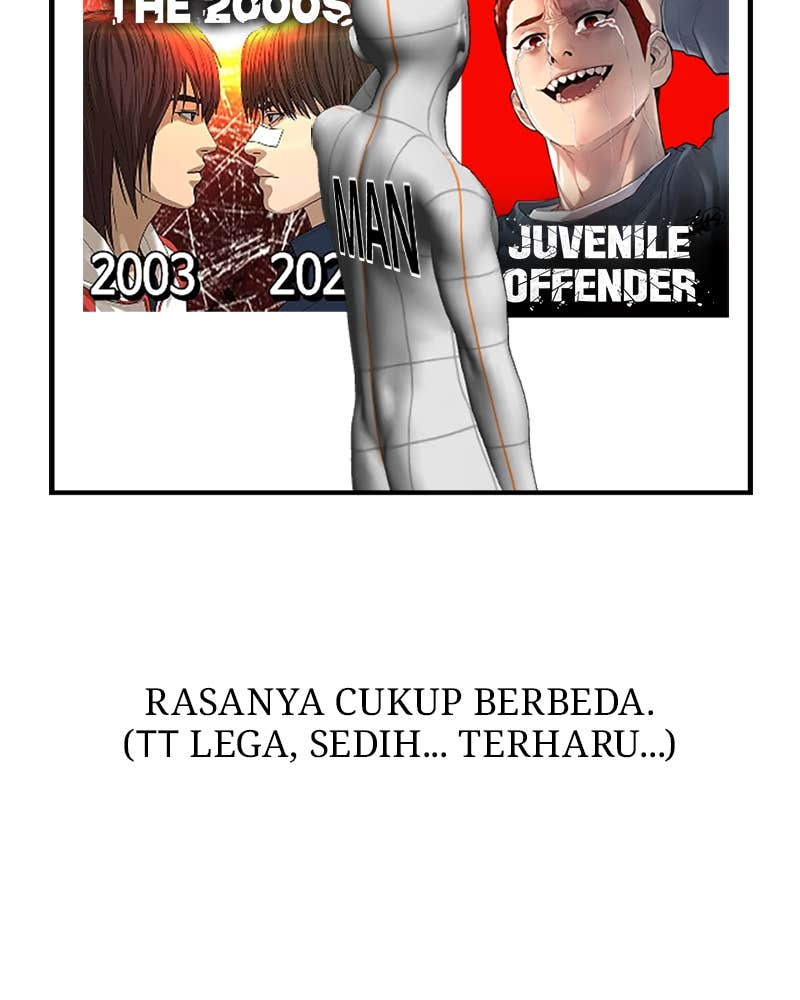 THE 2000S
2003
202
MAN
JUVENILE
OFFENDER
RASANYA CUKUP BERBEDA.
(TT LEGA, SEDIH... TERHARU...)